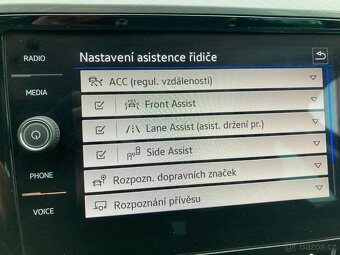 Nastavení asistence řidiče
RADIO
ACC (regul. vzdálenosti)
MEDIA
Front Assist
Lane Assist (asist. držení pr.)
Side Assist
PHONE
Rozpozn. dopravních značek
VOICE
Rozpoznání přívěsu